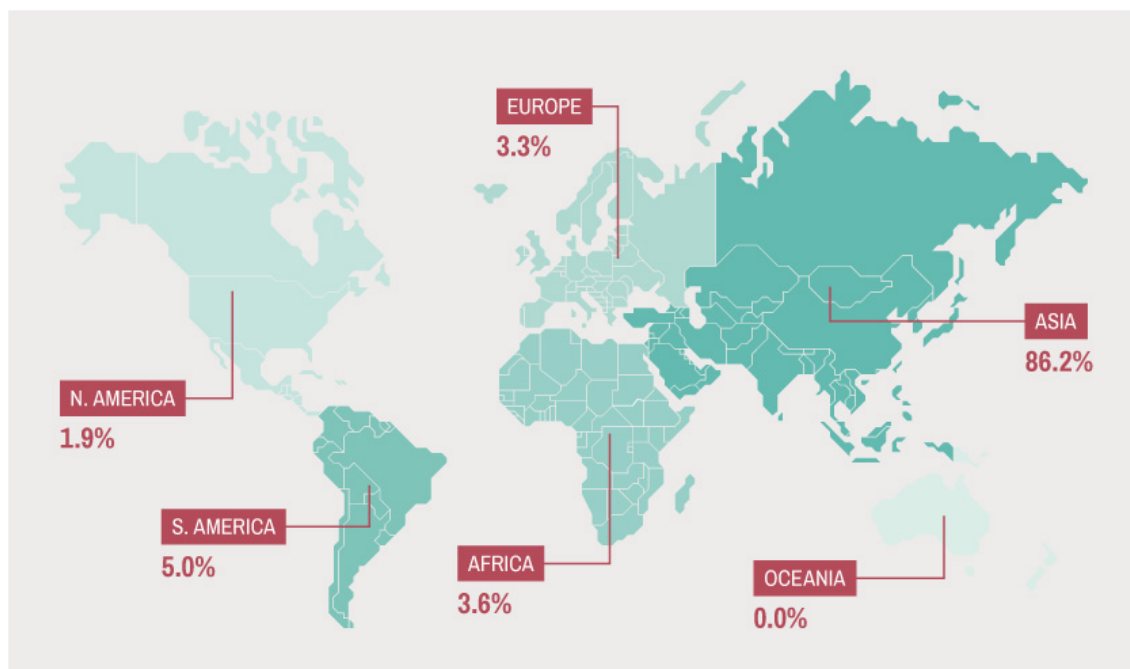 EUROPE
3.3%
ASIA
86.2%
N. AMERICA
1.9%
S. AMERICA
5.0%
AFRICA
3.6%
OCEANIA
0.0%